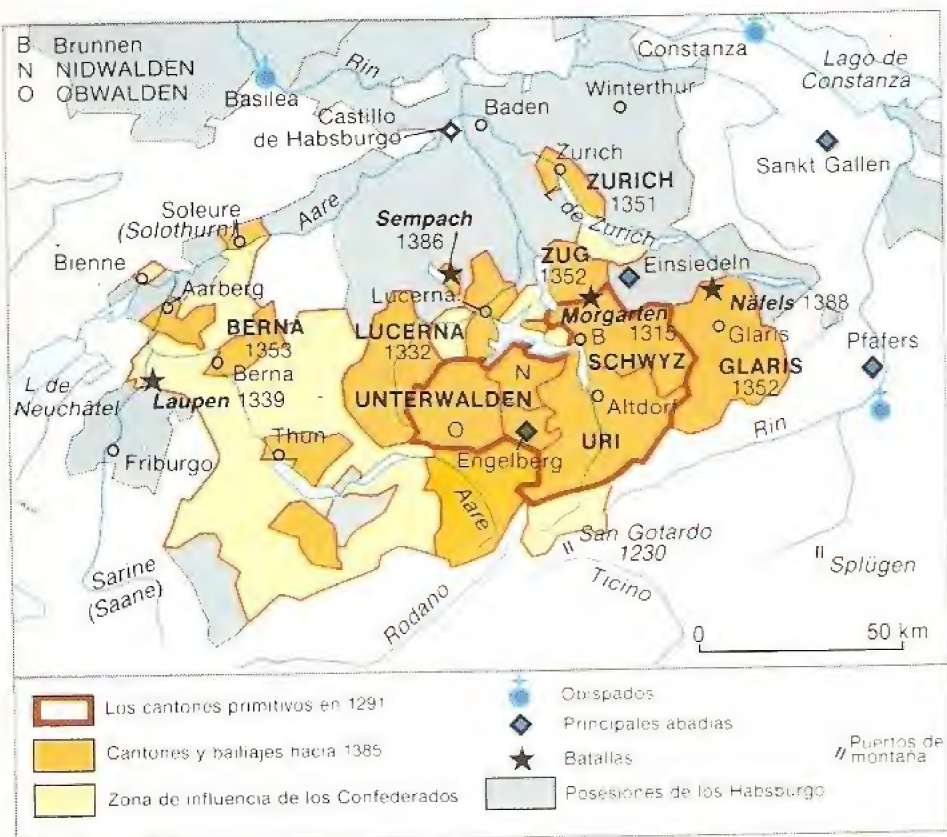 B Brunnen
N NIDWALDEN
O OBWALDEN
Rin
Basilea
Constanza
Lago de
Constanza
Castillo
de Habsburgo
Baden
Winterthur
Sankt Gallen
Zurich
ZURICH
1351
L. de Zurich
Soleure
(Solothurn)
Aare
Sempach
1386
Bienne
Aarberg
ZUG
1352
Einsiedeln
Lucerna
Morgarten
1315
Näfels 1388
BERNA
1353
Berna
LUCERNA
1332
B
SCHWYZ
Glaris
GLARIS
1352
Pfäfers
L. de
Neuchâtel
Laupen 1339
UNTERWALDEN
N
O
Altdorf
Friburgo
Thun
Engelberg
URI
Rin
Aare
San Gotardo
1230
Splügen
Sarine
(Saane)
Rodano
Ticino
0 50 km
Los cantones primitivos en 1291
Cantones y bailiajes hacia 1385
Zona de influencia de los Confederados
Obispados
Principales abadias
Batallas
Puertos de
montaña
Posesiones de los Habsburgo